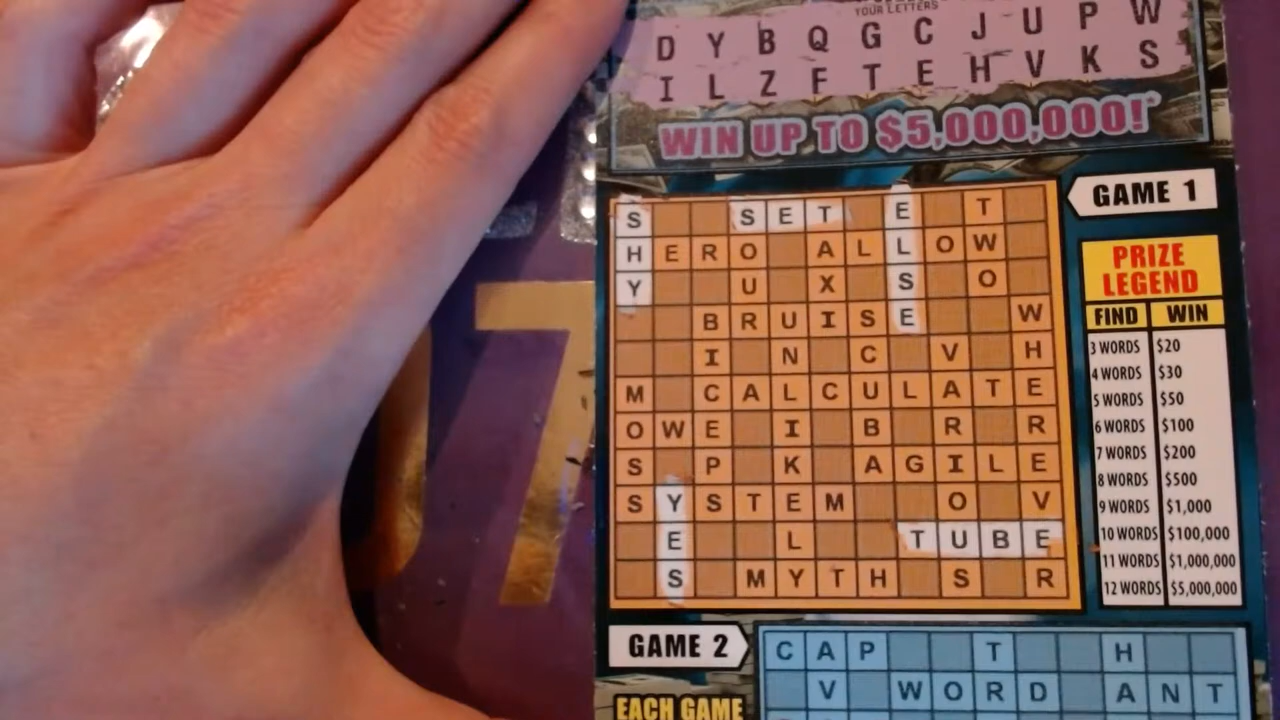 YOUR LETTERS
D Y B Q G C J U P W
I L Z F T E H V K S
WIN UP TO $5,000,000!*
GAME 1
S S E T E T
H E R O A L L O W
Y U X S O
B R U I S E W
I N C V H
M C A L C U L A T E
O W E I B R R
S P K A G I L E
S Y S T E M O V
E L T U B E
S M Y T H S R
PRIZE
LEGEND
FIND WIN
3 WORDS $20
4 WORDS $30
5 WORDS $50
6 WORDS $100
7 WORDS $200
8 WORDS $500
9 WORDS $1,000
10 WORDS $100,000
11 WORDS $1,000,000
12 WORDS $5,000,000
7
GAME 2
C A P T H
V W O R D A N T
EACH GAME